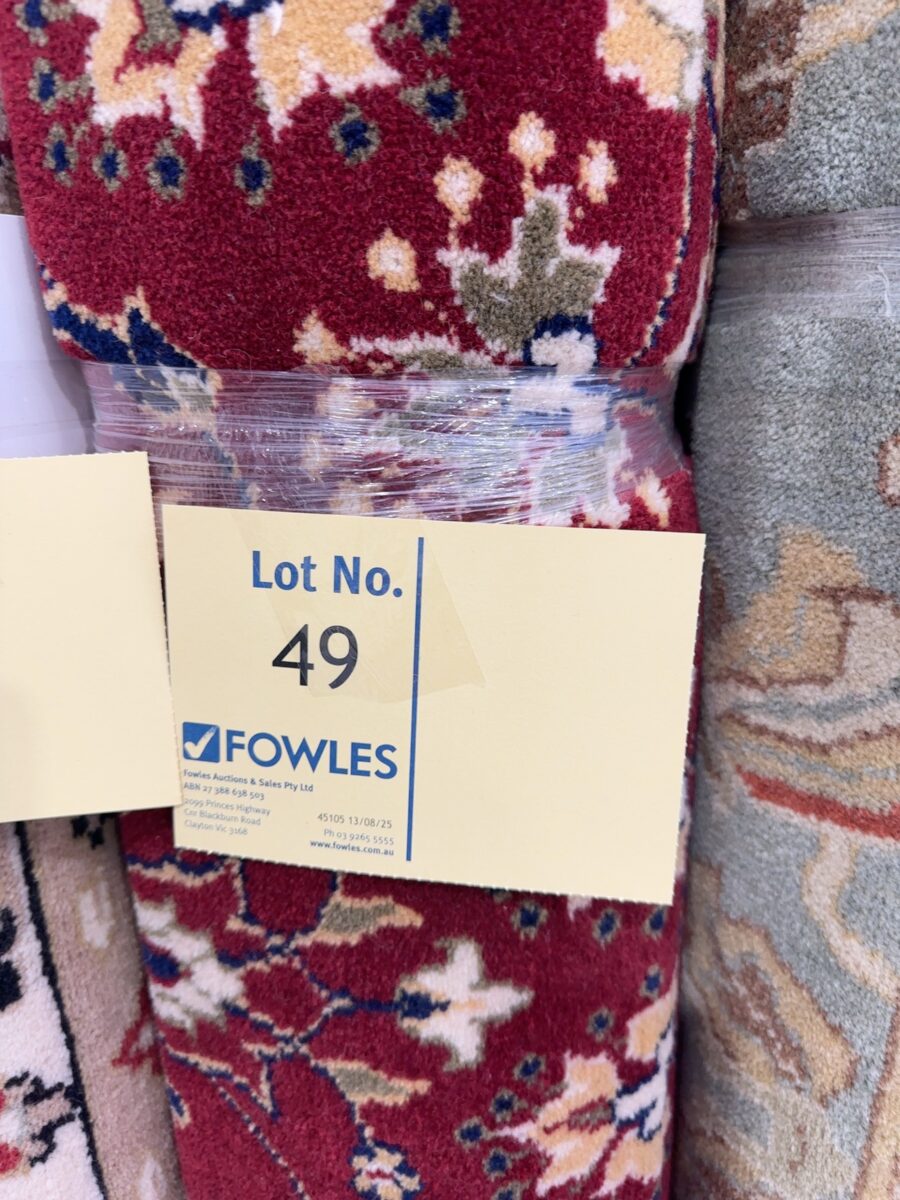 Lot No.
49
FOWLES
Fowles Auctions & Sales Pty Ltd
ABN 27 388 638 503
2099 Princes Highway
Cnr Blackburn Road
Clayton Vic 3168
45105 13/08/25
Ph 03 9265 5555
www.fowles.com.au